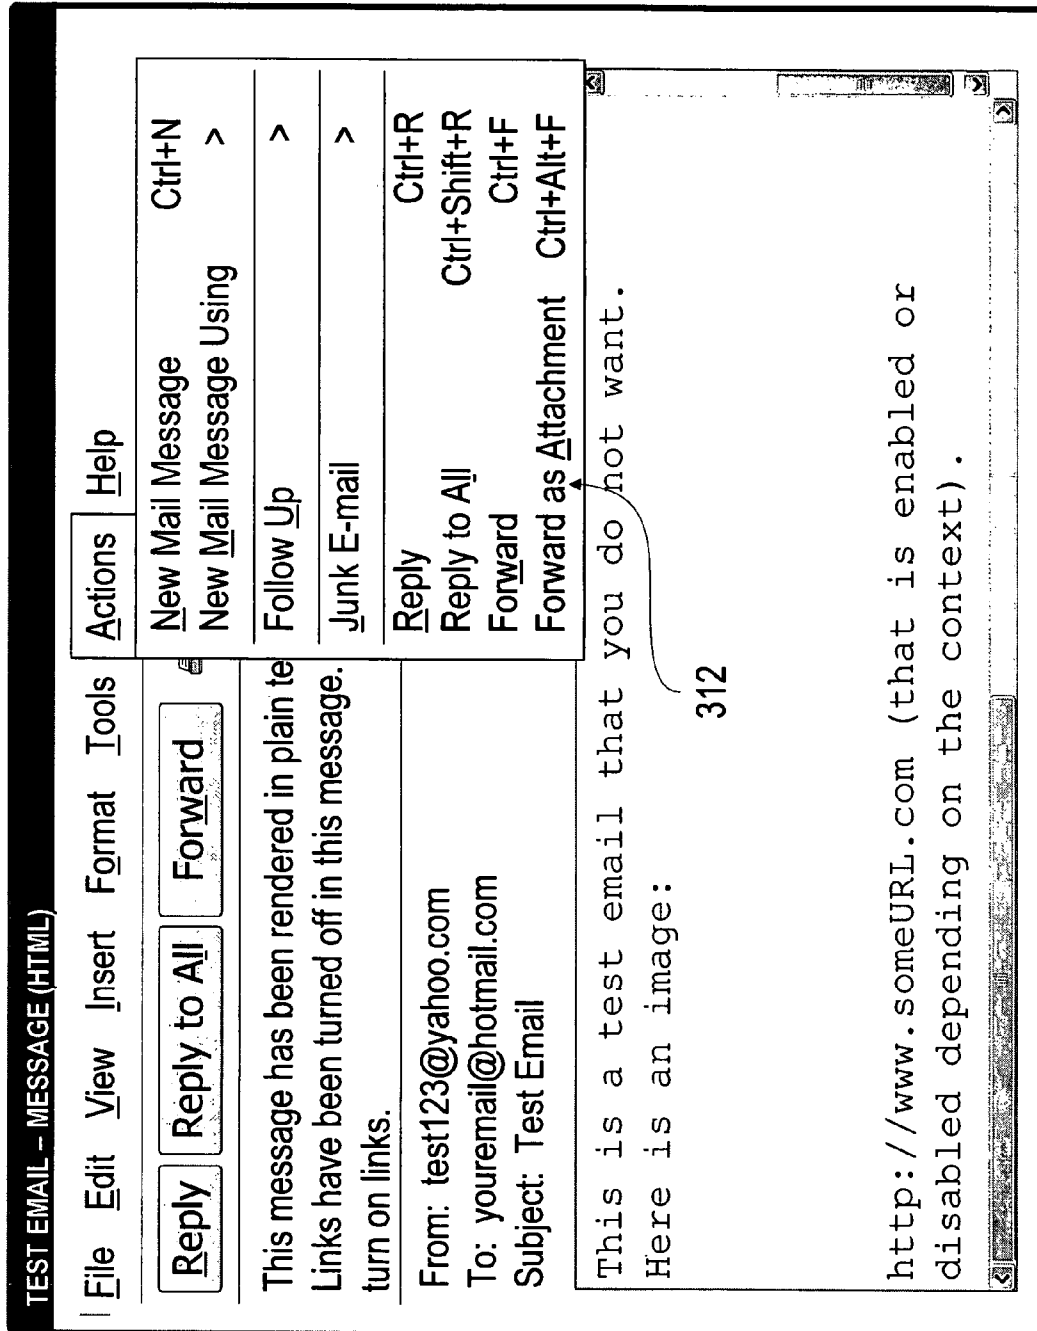 TEST EMAIL – MESSAGE (HTML)
File Edit View Insert Format Tools Actions Help
Reply Reply to All Forward
New Mail Message Ctrl+N
New Mail Message Using >
Follow Up >
Junk E-mail >
Reply Ctrl+R
Reply to All Ctrl+Shift+R
Forward Ctrl+F
Forward as Attachment Ctrl+Alt+F
This message has been rendered in plain te
Links have been turned off in this message.
turn on links.
From: test123@yahoo.com
To: youremail@hotmail.com
Subject: Test Email
This is a test email that you do not want.
Here is an image:
312
http://www.someURL.com (that is enabled or
disabled depending on the context).